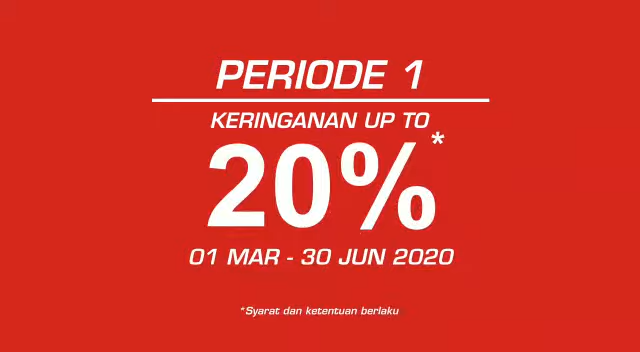 PERIODE 1
KERINGANAN UP TO
20%*
01 MAR - 30 JUN 2020
*Syarat dan ketentuan berlaku